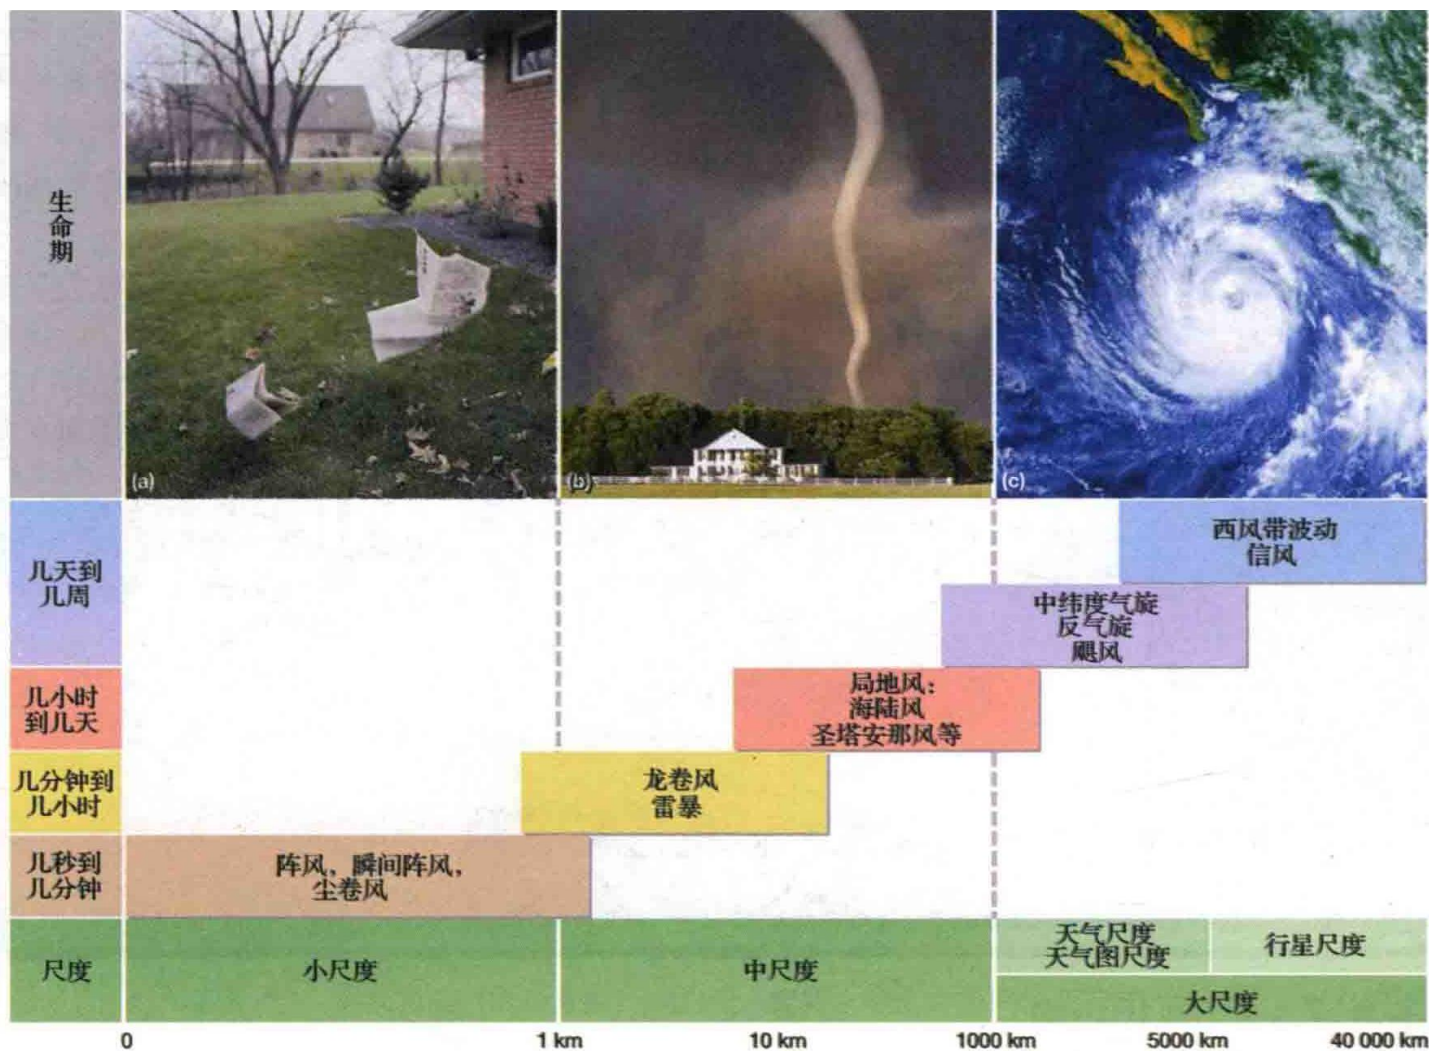 生命期
(a)
(b)
(c)
几天到
几周
西风带波动
信风
中纬度气旋
反气旋
飓风
几小时
到几天
局地风：
海陆风
圣塔安那风等
几分钟到
几小时
龙卷风
雷暴
几秒到
几分钟
阵风，瞬间阵风，
尘卷风
尺度
小尺度
中尺度
天气尺度
天气图尺度
行星尺度
大尺度
0
1 km
10 km
1000 km
5000 km
40 000 km